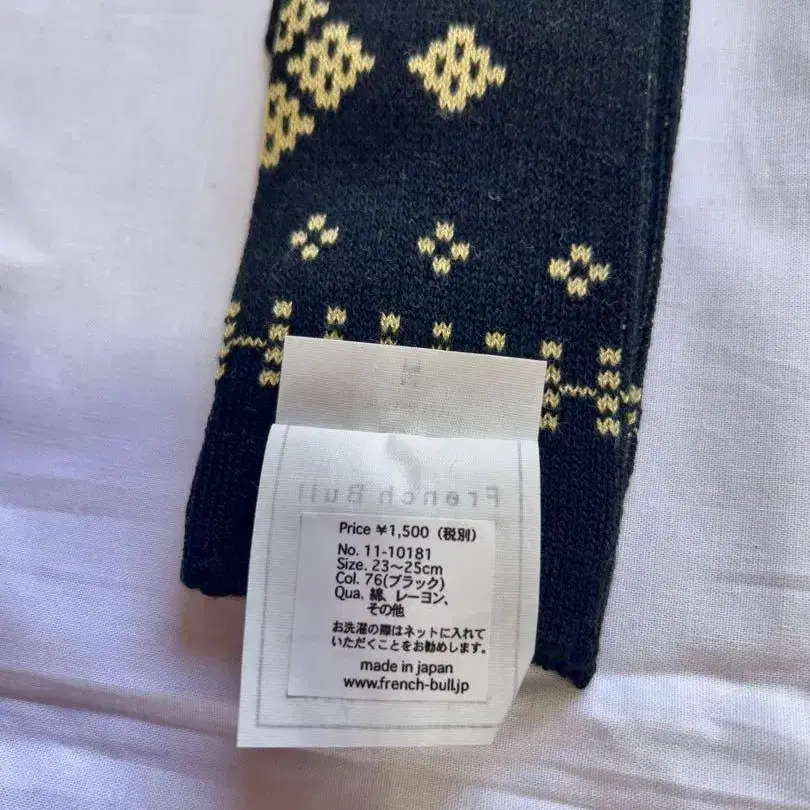 French Bull
Price ¥1,500（税別）
No. 11-10181
Size. 23～25cm
Col. 76(ブラック)
Qua. 綿、レーヨン、
その他
お洗濯の際はネットに入れて
いただくことをお勧めします。
made in japan
www.french-bull.jp